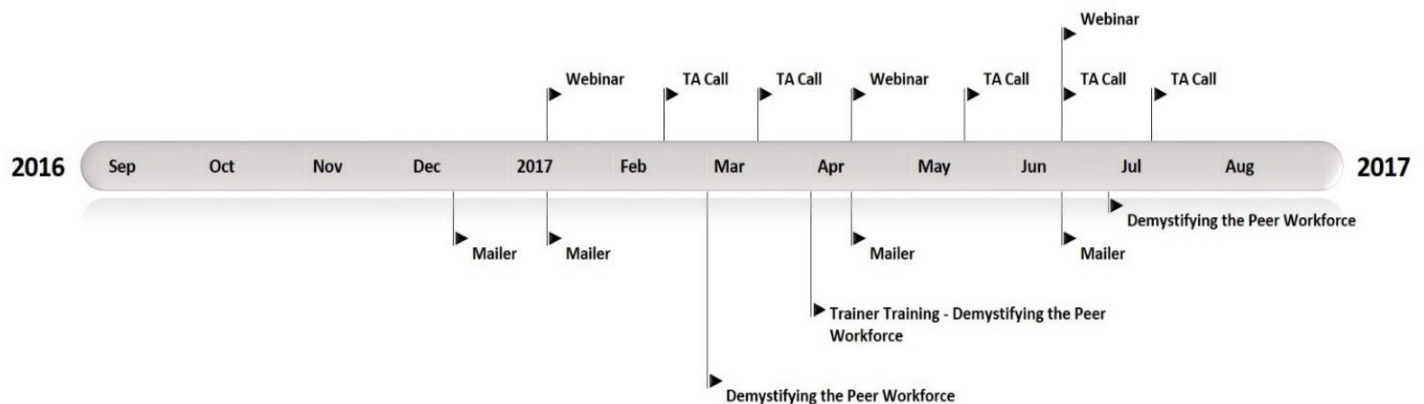 Webinar
Webinar TA Call TA Call Webinar TA Call TA Call TA Call
2016 Sep Oct Nov Dec 2017 Feb Mar Apr May Jun Jul Aug 2017
Demystifying the Peer Workforce
Mailer Mailer Mailer Mailer
Trainer Training - Demystifying the Peer
Workforce
Demystifying the Peer Workforce